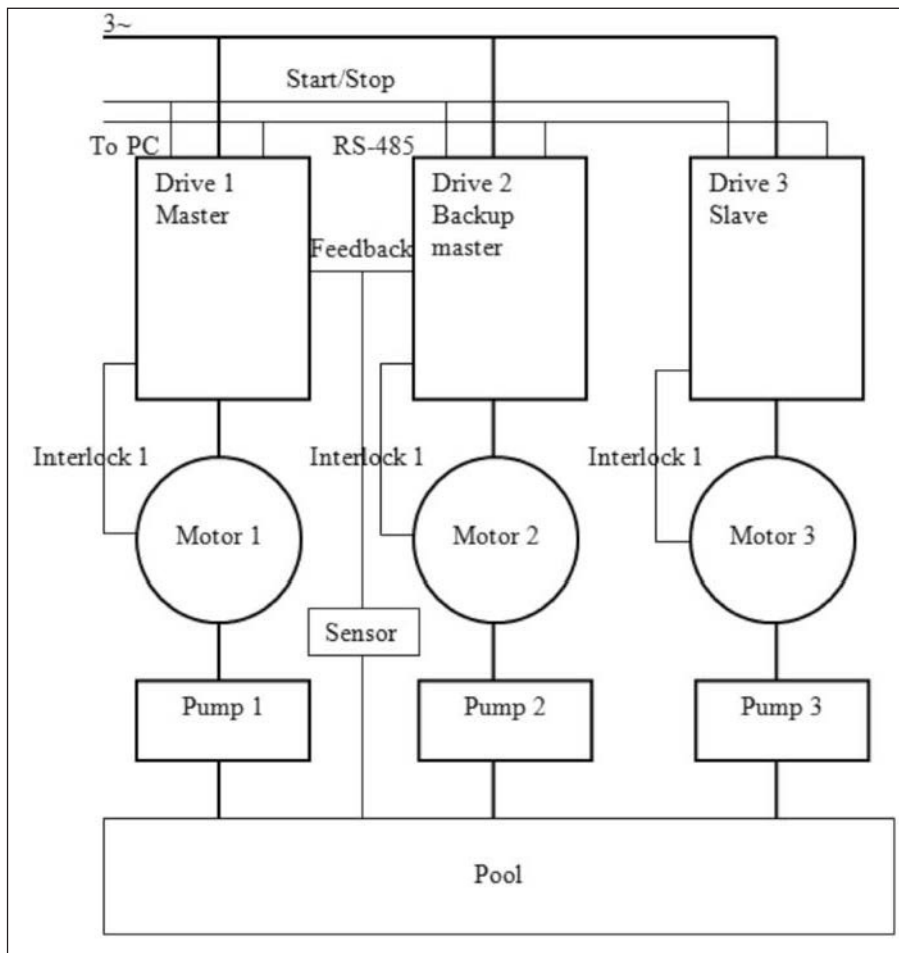 3~
Start/Stop
To PC
RS-485
Drive 1
Master
Drive 2
Backup
master
Drive 3
Slave
Feedback
Interlock 1
Interlock 1
Interlock 1
Motor 1
Motor 2
Motor 3
Sensor
Pump 1
Pump 2
Pump 3
Pool